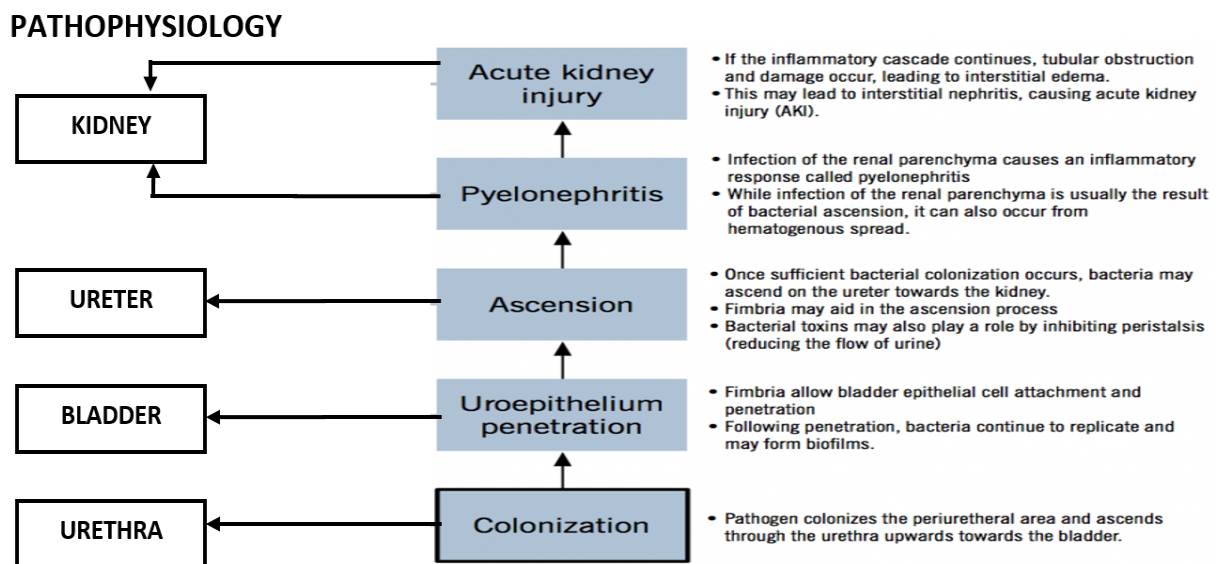 PATHOPHYSIOLOGY
KIDNEY
Acute kidney
injury
• If the inflammatory cascade continues, tubular obstruction
and damage occur, leading to interstitial edema.
• This may lead to interstitial nephritis, causing acute kidney
injury (AKI).
Pyelonephritis
• Infection of the renal parenchyma causes an inflammatory
response called pyelonephritis
• While infection of the renal parenchyma is usually the result
of bacterial ascension, it can also occur from
hematogenous spread.
URETER
Ascension
• Once sufficient bacterial colonization occurs, bacteria may
ascend on the ureter towards the kidney.
• Fimbria may aid in the ascension process
• Bacterial toxins may also play a role by inhibiting peristalsis
(reducing the flow of urine)
BLADDER
Uroepithelium
penetration
• Fimbria allow bladder epithelial cell attachment and
penetration
• Following penetration, bacteria continue to replicate and
may form biofilms.
URETHRA
Colonization
• Pathogen colonizes the periuretheral area and ascends
through the urethra upwards towards the bladder.